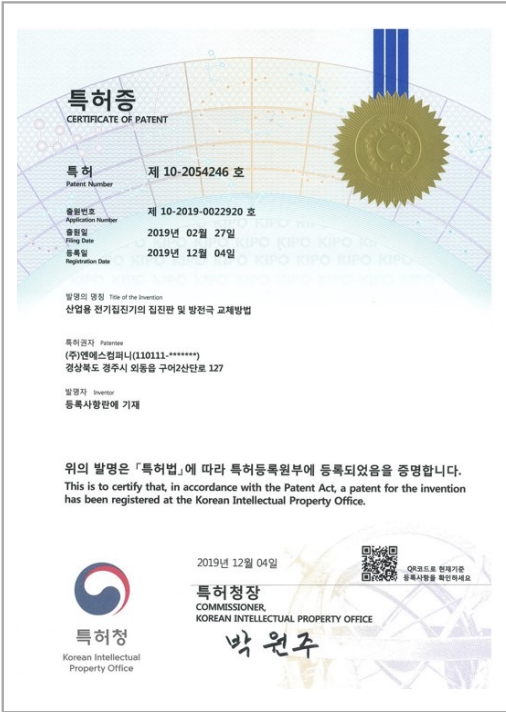 특허증
CERTIFICATE OF PATENT
특 허 제 10-2054246 호
Patent Number
출원번호 제 10-2019-0022920 호
Application Number
출원일 2019년 02월 27일
Filing Date
등록일 2019년 12월 04일
Registration Date
발명의 명칭 Title of the Invention
산업용 전기집진기의 집진판 및 방전극 교체방법
특허권자 Patentee
(주)엔에스컴퍼니(110111-*******)
경상북도 경주시 외동읍 구어2산단로 127
발명자 Inventor
등록사항란에 기재
위의 발명은 「특허법」에 따라 특허등록원부에 등록되었음을 증명합니다.
This is to certify that, in accordance with the Patent Act, a patent for the invention
has been registered at the Korean Intellectual Property Office.
2019년 12월 04일
QR코드로 현재기준
등록사항을 확인하세요
특허청장
COMMISSIONER,
KOREAN INTELLECTUAL PROPERTY OFFICE
박원주
특허청
Korean Intellectual
Property Office